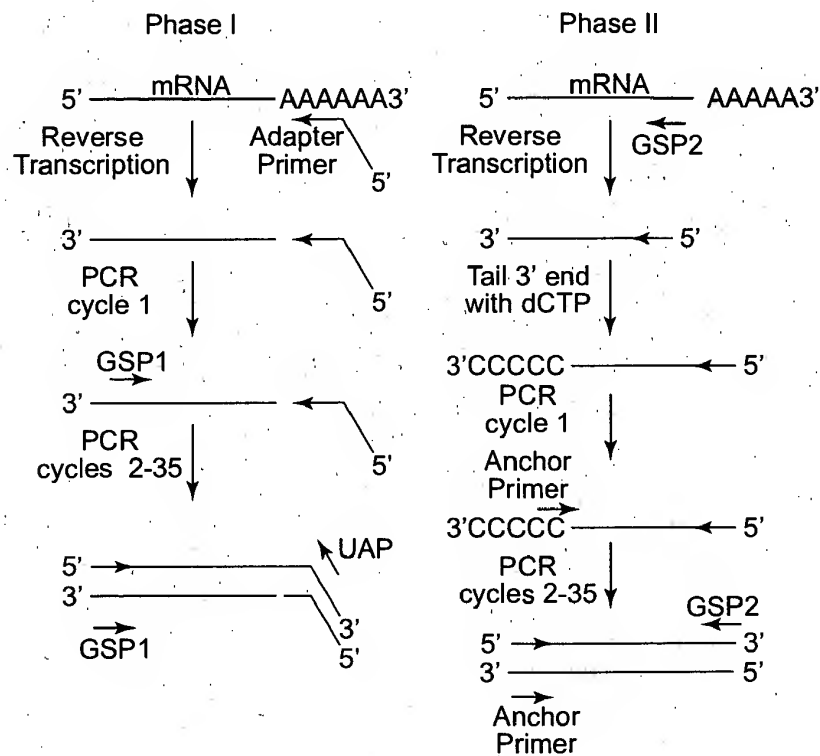 Phase I
5' mRNA AAAAAA3'
Reverse
Transcription
Adapter
Primer
5'
3'
5'
PCR
cycle 1
GSP1
3'
5'
PCR
cycles 2-35
UAP
5'
3'
3'
5'
GSP1
Phase II
5' mRNA AAAAA3'
Reverse
Transcription
GSP2
3' 5'
Tail 3' end
with dCTP
3'CCCCC 5'
PCR
cycle 1
Anchor
Primer
3'CCCCC 5'
PCR
cycles 2-35
GSP2
5' 3'
3' 5'
Anchor
Primer